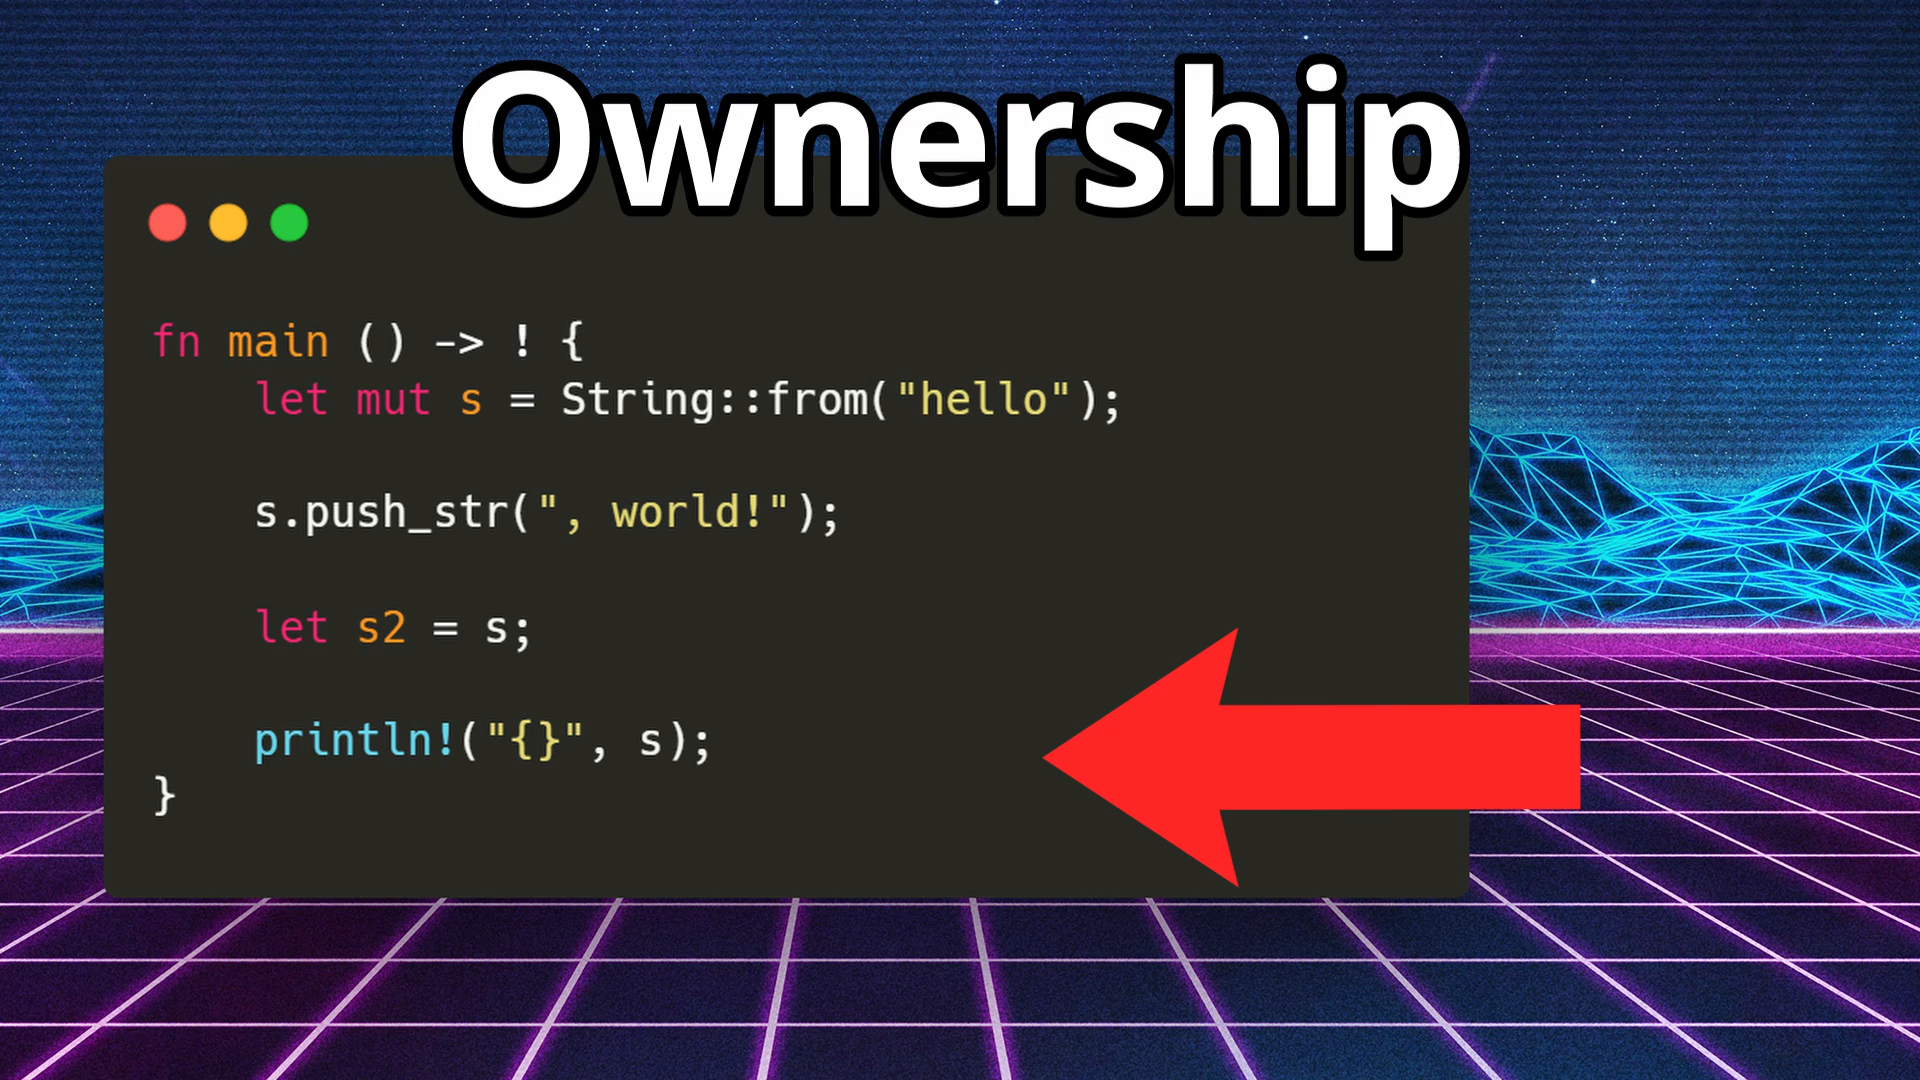 Ownership
fn main () -> ! {
    let mut s = String::from("hello");
    s.push_str(", world!");
    let s2 = s;
    println!("{}", s);
}